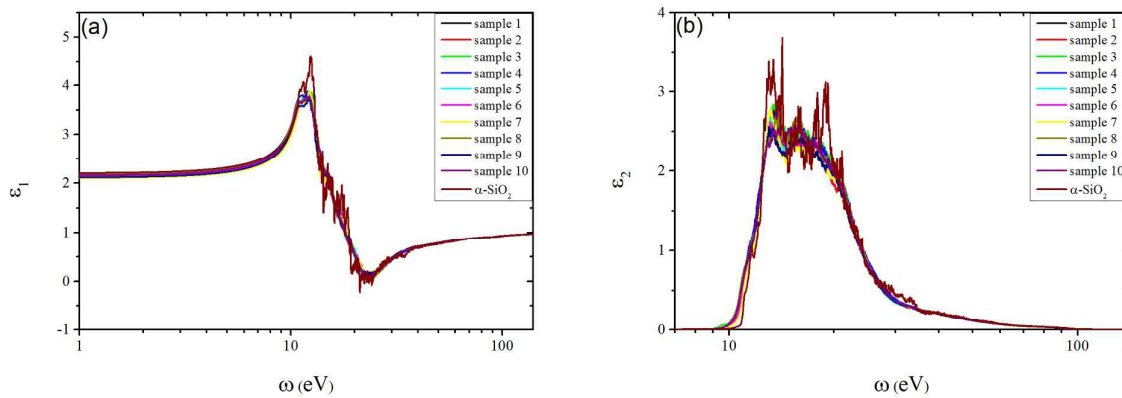 (a)
5
4
3
2
1
0
-1
ε₁
1
10
100
ω (eV)
sample 1
sample 2
sample 3
sample 4
sample 5
sample 6
sample 7
sample 8
sample 9
sample 10
α-SiO₂
(b)
4
3
2
1
0
ε₂
10
100
ω (eV)
sample 1
sample 2
sample 3
sample 4
sample 5
sample 6
sample 7
sample 8
sample 9
sample 10
α-SiO₂